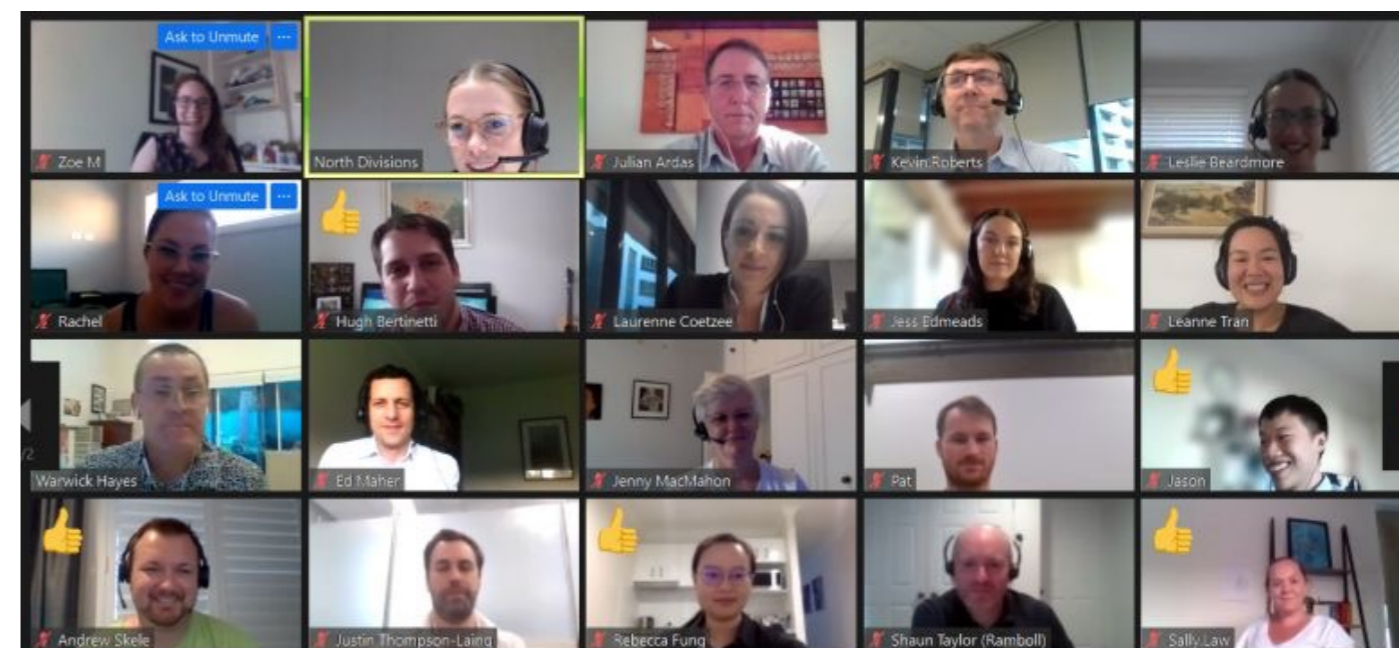 Ask to Unmute ...
Zoe M
North Divisions
Julian Ardas
Kevin Roberts
Leslie Beardmore
Ask to Unmute ...
Rachel
Hugh Bertinetti
Laurenne Coetzee
Jess Edmeads
Leanne Tran
/2
Warwick Hayes
Ed Maher
Jenny MacMahon
Pat
Jason
Andrew Skele
Justin Thompson-Laing
Rebecca Fung
Shaun Taylor (Ramboll)
Sally.Law